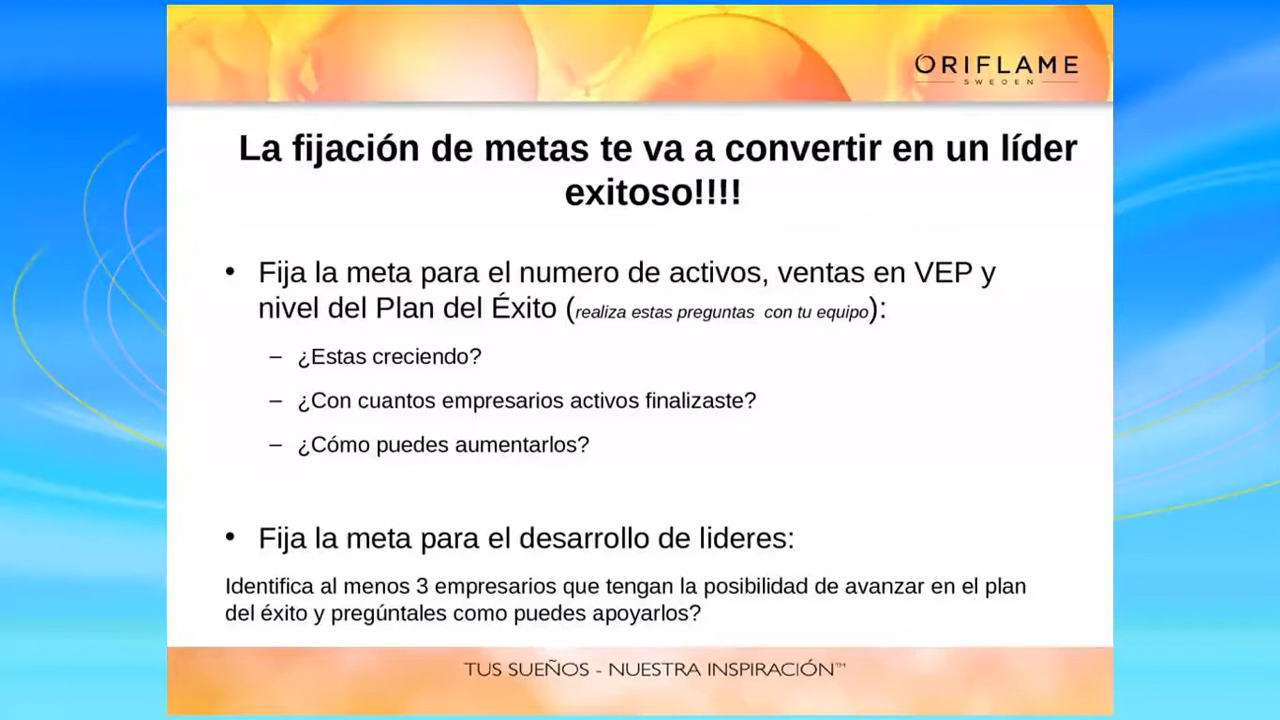 ORIFLAME
SWEDEN
La fijación de metas te va a convertir en un líder
exitoso!!!!
• Fija la meta para el numero de activos, ventas en VEP y
nivel del Plan del Éxito (realiza estas preguntas con tu equipo):
– ¿Estas creciendo?
– ¿Con cuantos empresarios activos finalizaste?
– ¿Cómo puedes aumentarlos?
• Fija la meta para el desarrollo de lideres:
Identifica al menos 3 empresarios que tengan la posibilidad de avanzar en el plan
del éxito y pregúntales como puedes apoyarlos?
TUS SUEÑOS - NUESTRA INSPIRACIÓN™